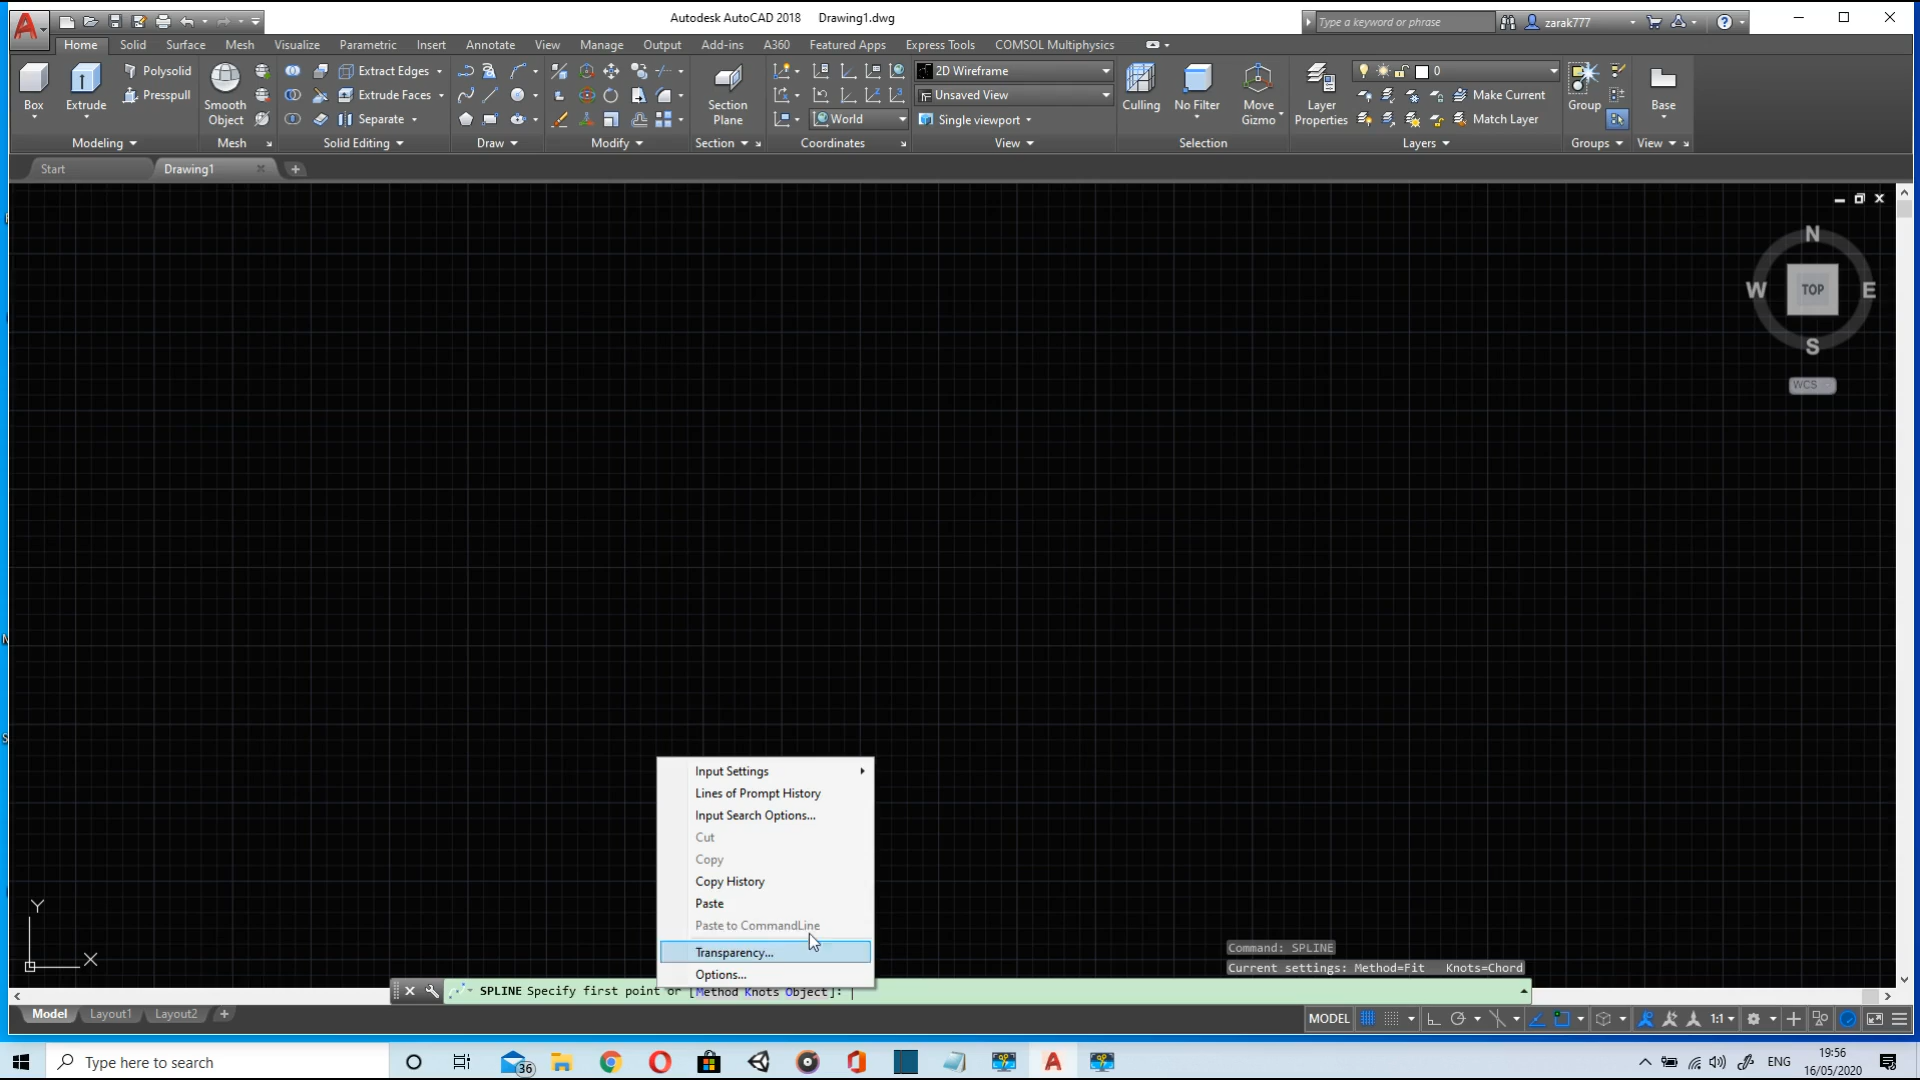 Autodesk AutoCAD 2018 Drawing1.dwg
Type a keyword or phrase
zarak777
Home Solid Surface Mesh Visualize Parametric Insert Annotate View Manage Output Add-ins A360 Featured Apps Express Tools COMSOL Multiphysics
Polysolid Extract Edges 2D Wireframe 0
Presspull Extrude Faces Unsaved View Make Current
Box Extrude Smooth Object Separate Section Plane World Single viewport Culling No Filter Move Gizmo Layer Properties Match Layer Group Base
Modeling Mesh Solid Editing Draw Modify Section Coordinates View Selection Layers Groups View
Start Drawing1
N
W TOP E
S
WCS
Input Settings
Lines of Prompt History
Input Search Options...
Cut
Copy
Copy History
Paste
Paste to CommandLine
Transparency...
Options...
Y
X
Command: SPLINE
Current settings: Method=Fit Knots=Chord
SPLINE Specify first point or [Method Knots Object]:
Model Layout1 Layout2
MODEL 1:1
Type here to search
36
ENG
19:56
16/05/2020